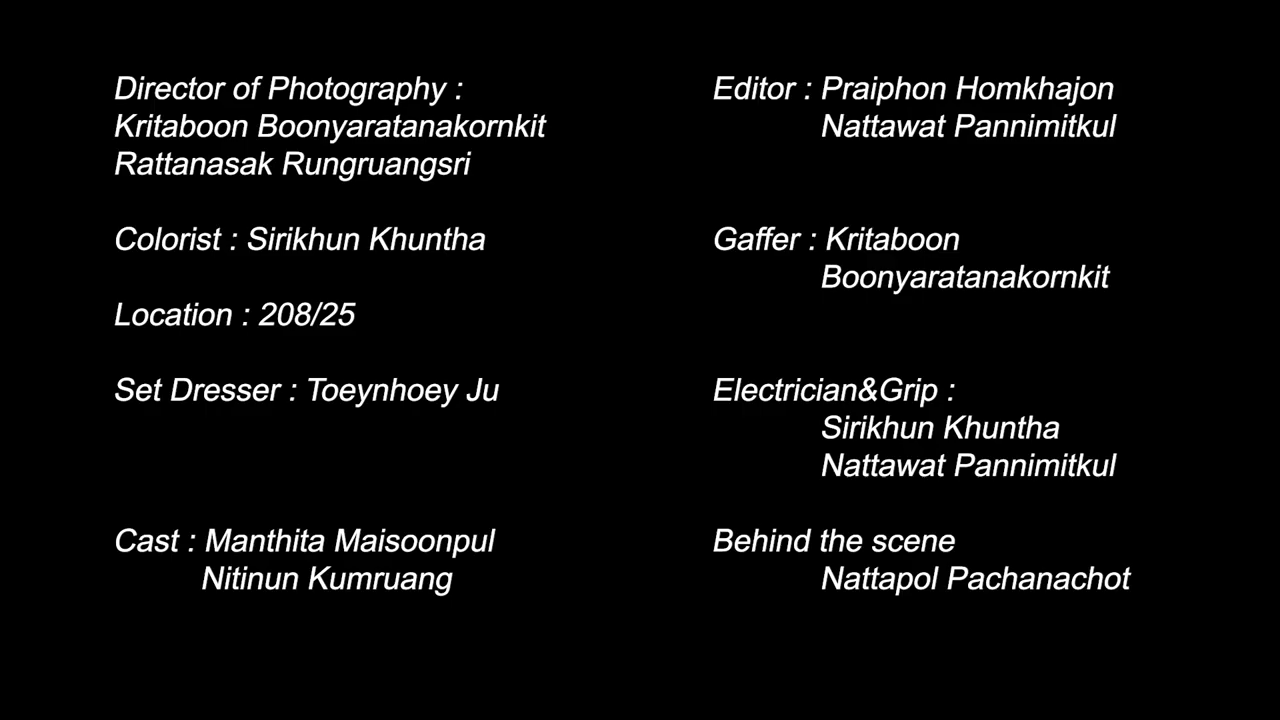 Director of Photography :
Kritaboon Boonyaratanakornkit
Rattanasak Rungruangsri
Colorist : Sirikhun Khuntha
Location : 208/25
Set Dresser : Toeynhoey Ju
Cast : Manthita Maisoonpul
Nitinun Kumruang
Editor : Praiphon Homkhajon
Nattawat Pannimitkul
Gaffer : Kritaboon
Boonyaratanakornkit
Electrician&Grip :
Sirikhun Khuntha
Nattawat Pannimitkul
Behind the scene
Nattapol Pachanachot